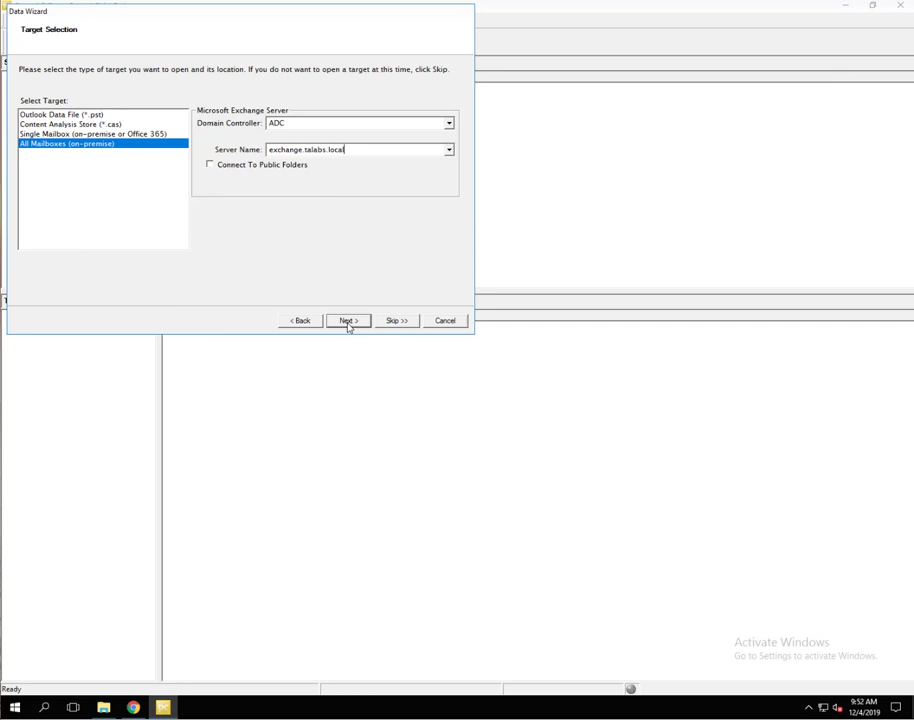 Data Wizard
Target Selection
Please select the type of target you want to open and its location. If you do not want to open a target at this time, click Skip.
Select Target:
Outlook Data File (*.pst)
Content Analysis Store (*.cas)
Single Mailbox (on-premise or Office 365)
All Mailboxes (on-premise)
Microsoft Exchange Server
Domain Controller: ADC
Server Name: exchange.talabs.local
Connect To Public Folders
< Back Next > Skip >> Cancel
Activate Windows
Go to Settings to activate Windows.
Ready
9:52 AM
12/4/2019